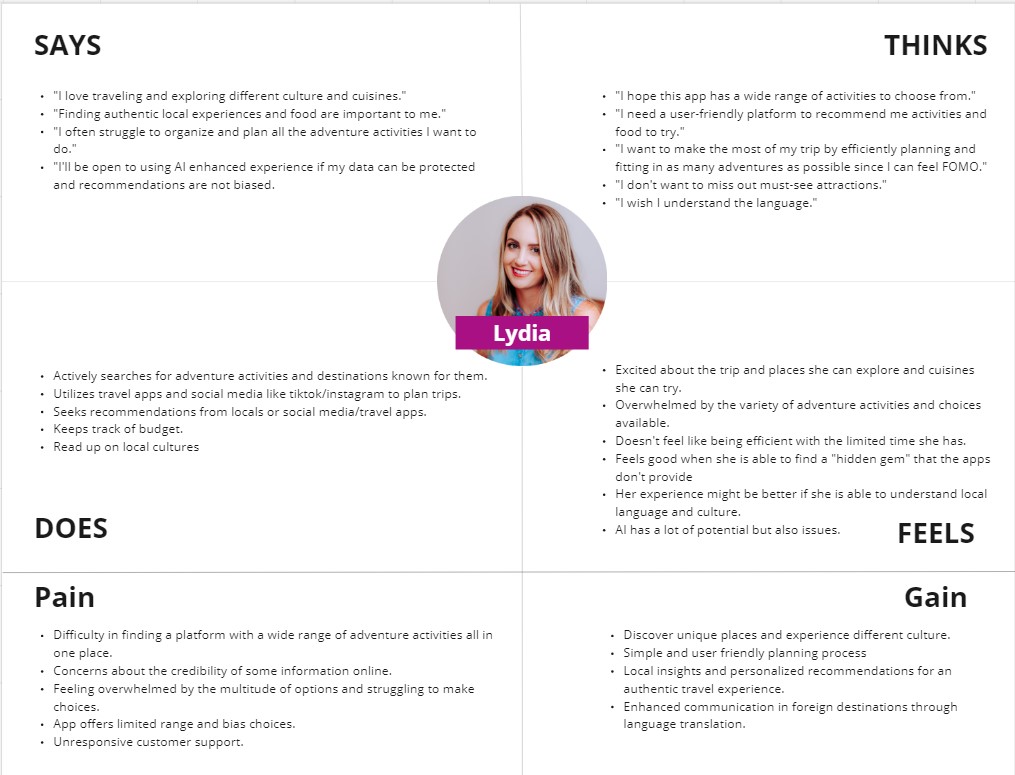 SAYS
• "I love traveling and exploring different culture and cuisines."
• "Finding authentic local experiences and food are important to me."
• "I often struggle to organize and plan all the adventure activities I want to
do."
• "I'll be open to using AI enhanced experience if my data can be protected
and recommendations are not biased.
THINKS
• "I hope this app has a wide range of activities to choose from."
• "I need a user-friendly platform to recommend me activities and
food to try."
• "I want to make the most of my trip by efficiently planning and
fitting in as many adventures as possible since I can feel FOMO."
• "I don't want to miss out must-see attractions."
• "I wish I understand the language."
Lydia
• Actively searches for adventure activities and destinations known for them.
• Utilizes travel apps and social media like tiktok/instagram to plan trips.
• Seeks recommendations from locals or social media/travel apps.
• Keeps track of budget.
• Read up on local cultures
DOES
• Excited about the trip and places she can explore and cuisines
she can try.
• Overwhelmed by the variety of adventure activities and choices
available.
• Doesn't feel like being efficient with the limited time she has.
• Feels good when she is able to find a "hidden gem" that the apps
don't provide
• Her experience might be better if she is able to understand local
language and culture.
• AI has a lot of potential but also issues.
FEELS
Pain
• Difficulty in finding a platform with a wide range of adventure activities all in
one place.
• Concerns about the credibility of some information online.
• Feeling overwhelmed by the multitude of options and struggling to make
choices.
• App offers limited range and bias choices.
• Unresponsive customer support.
Gain
• Discover unique places and experience different culture.
• Simple and user friendly planning process
• Local insights and personalized recommendations for an
authentic travel experience.
• Enhanced communication in foreign destinations through
language translation.